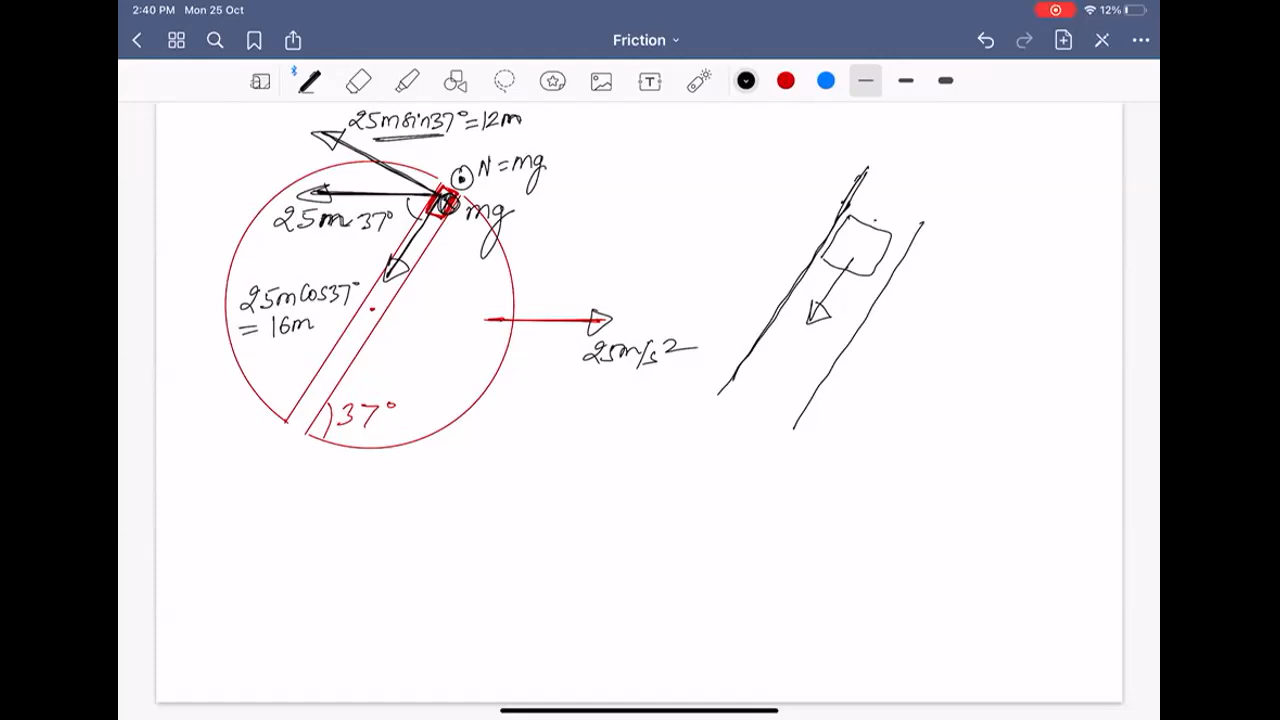 2:40 PM Mon 25 Oct
12%
Friction
25m sin37° = 12m
N = mg
mg
25m 37°
25m cos37°
= 16m
25m/s²
37°